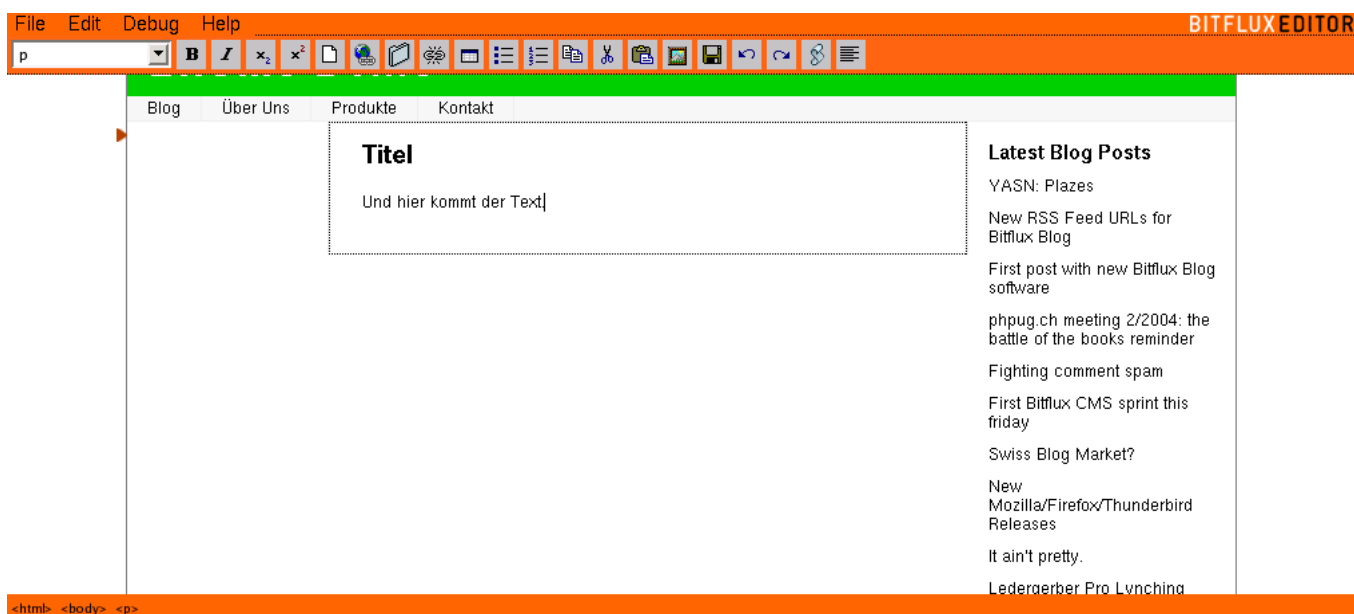 File Edit Debug Help
BITFLUXEDITOR
p
B I x₂ x²
Blog Über Uns Produkte Kontakt
Titel
Und hier kommt der Text.
Latest Blog Posts
YASN: Plazes
New RSS Feed URLs for
Bitflux Blog
First post with new Bitflux Blog
software
phpug.ch meeting 2/2004: the
battle of the books reminder
Fighting comment spam
First Bitflux CMS sprint this
friday
Swiss Blog Market?
New
Mozilla/Firefox/Thunderbird
Releases
It ain't pretty.
Ledergerber Pro Lynching
<html> <body> <p>